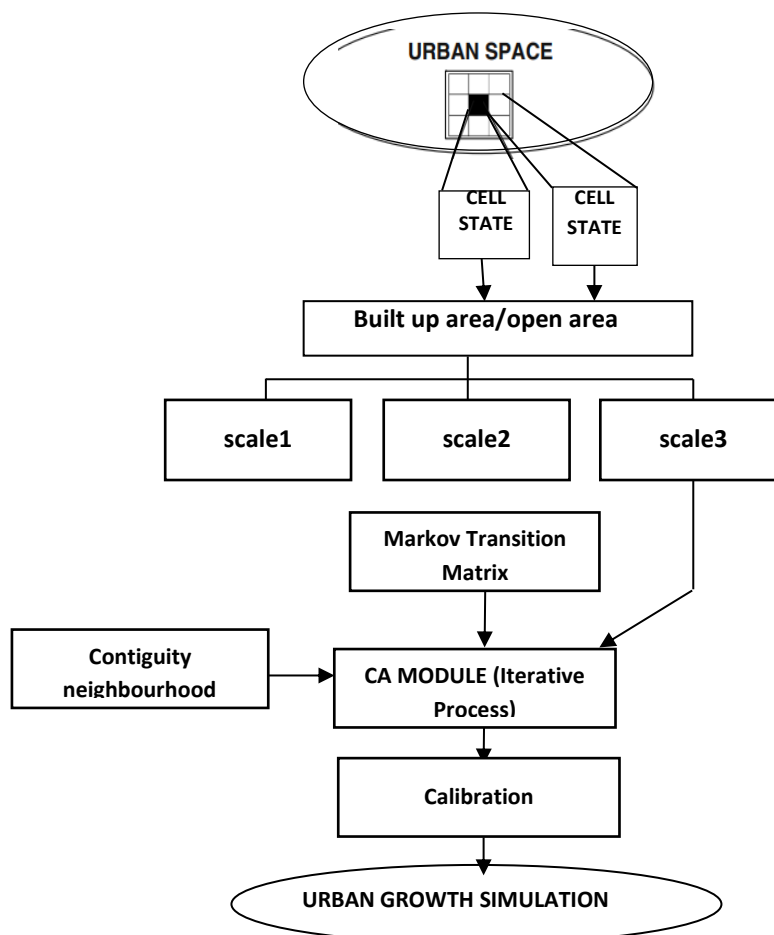 URBAN SPACE
CELL
STATE
CELL
STATE
Built up area/open area
scale1
scale2
scale3
Markov Transition
Matrix
Contiguity
neighbourhood
CA MODULE (Iterative
Process)
Calibration
URBAN GROWTH SIMULATION